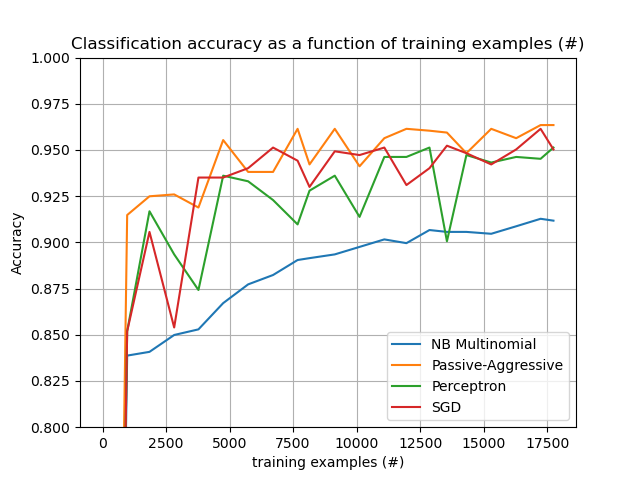 Classification accuracy as a function of training examples (#)
1.000
0.975
0.950
0.925
0.900
0.875
0.850
0.825
0.800
Accuracy
NB Multinomial
Passive-Aggressive
Perceptron
SGD
0 2500 5000 7500 10000 12500 15000 17500
training examples (#)